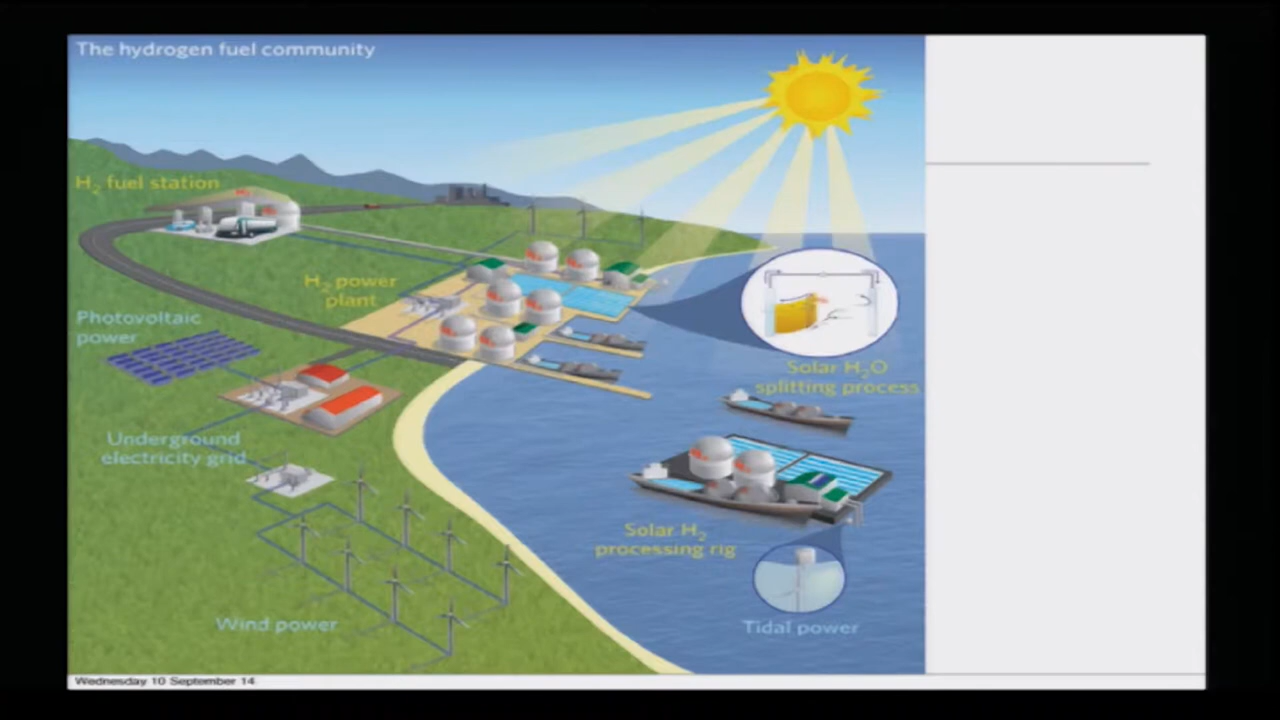 The hydrogen fuel community
H₂ fuel station
H₂ power
plant
Photovoltaic
power
Solar H₂O
splitting process
Underground
electricity grid
Solar H₂
processing rig
Wind power
Tidal power
Wednesday 10 September 14